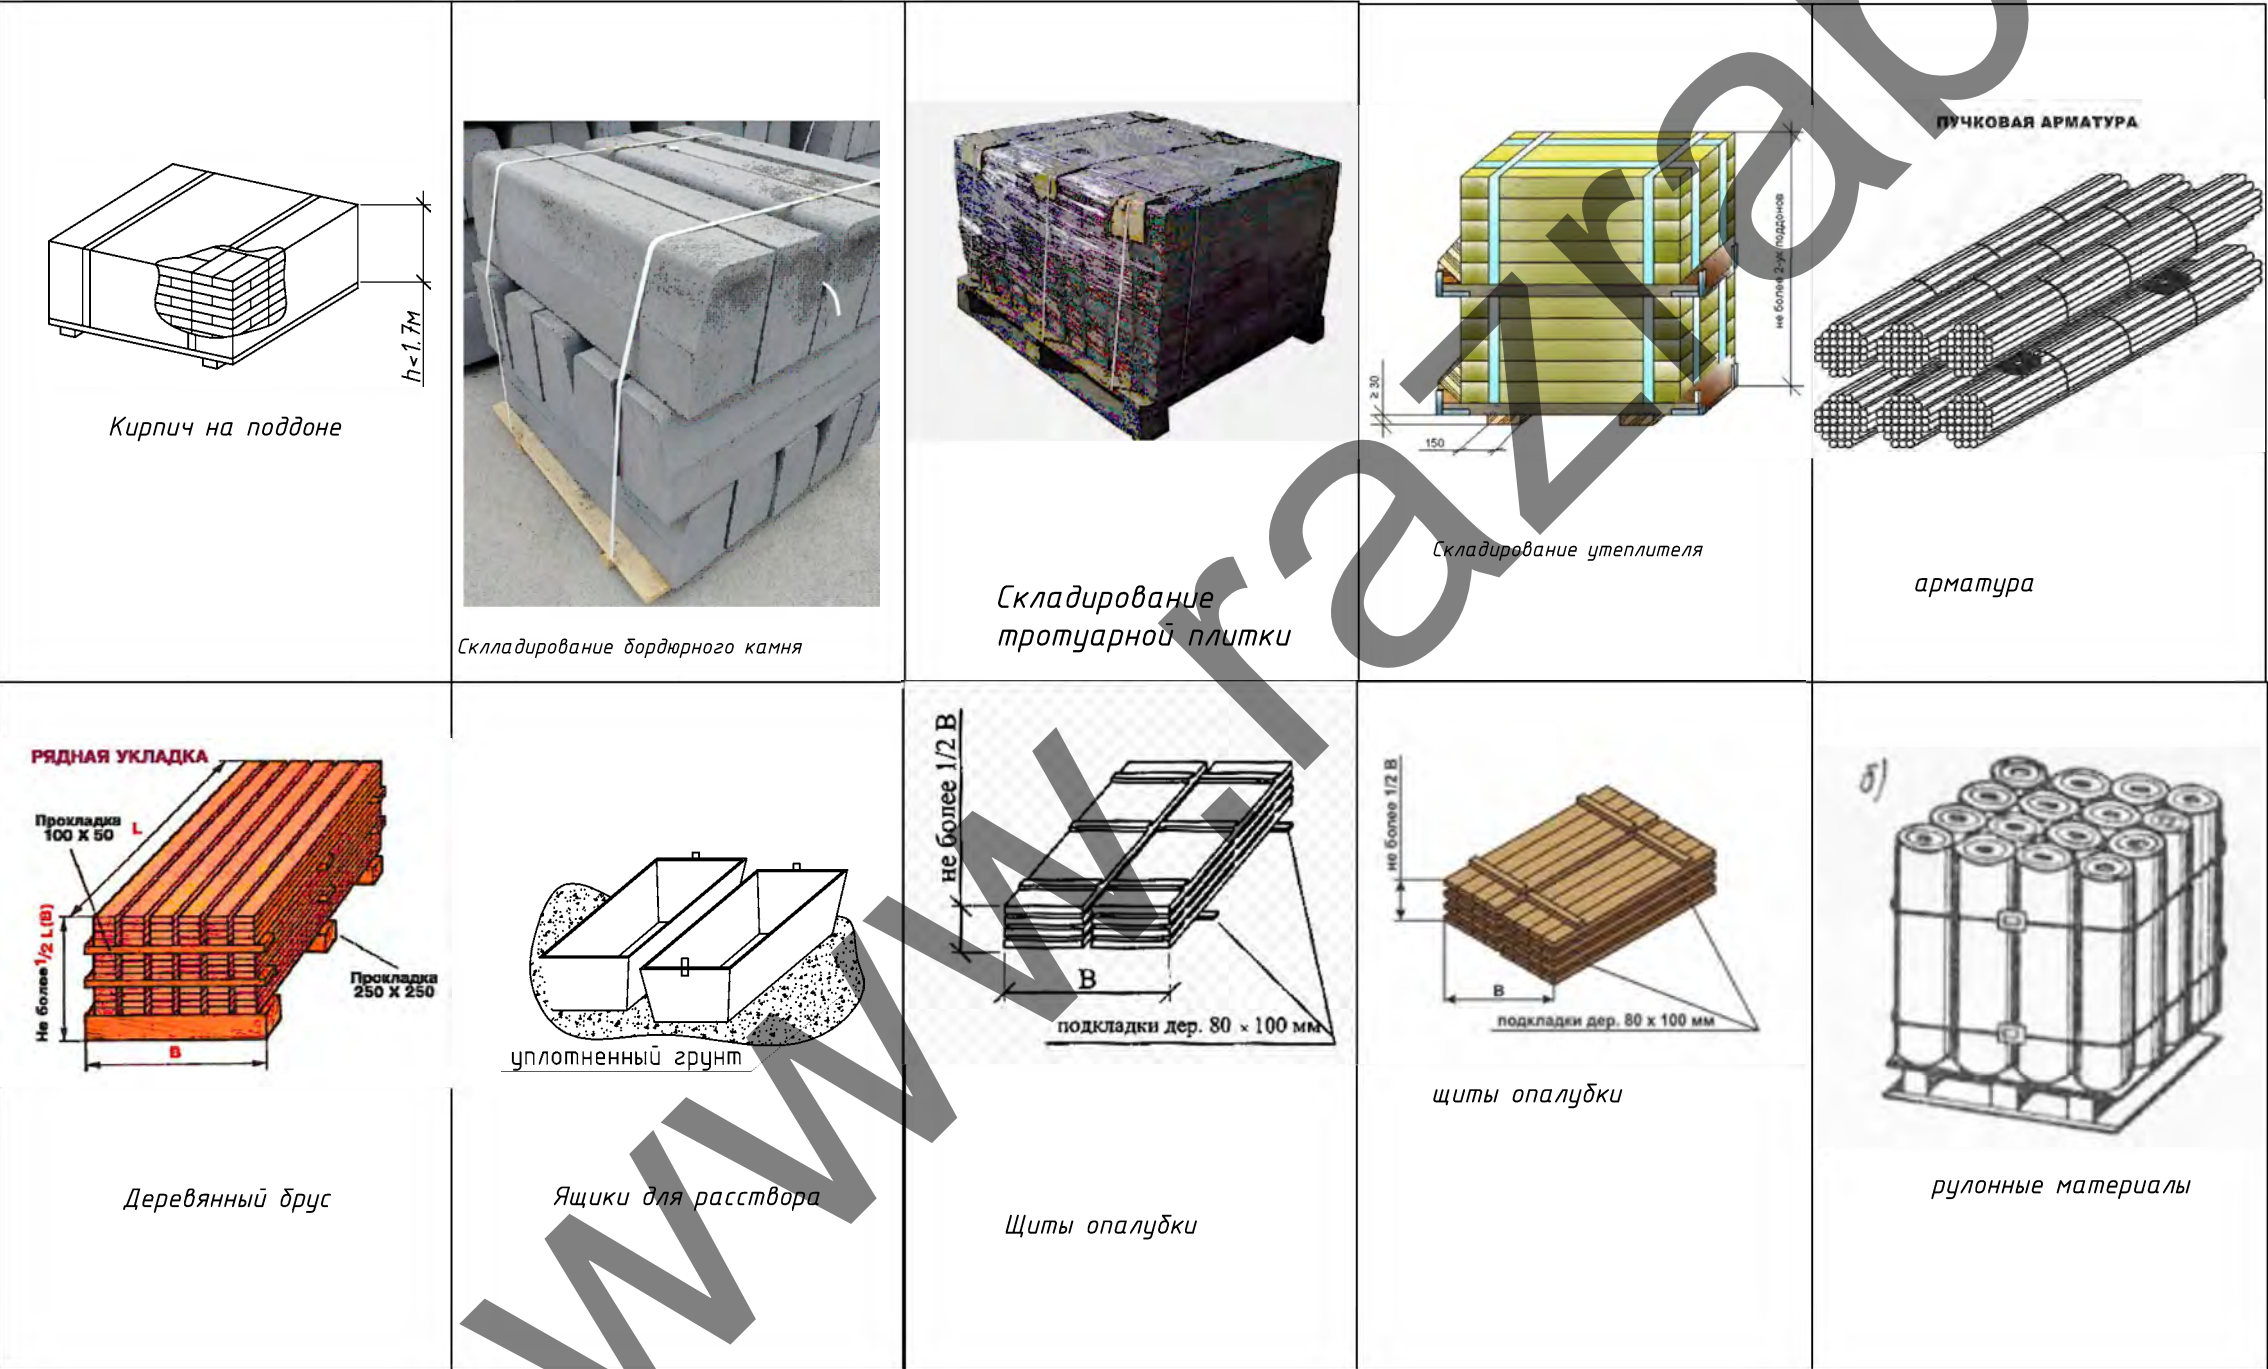 h<1.7м
Кирпич на поддоне
Склладирование бордюрного камня
Складирование
тротуарной плитки
не более 2-ух поддонов
≥ 30
150
Складирование утеплителя
ПУЧКОВАЯ АРМАТУРА
арматура
РЯДНАЯ УКЛАДКА
Прокладка
100 X 50
L
Не более 1/2 L(B)
Прокладка
250 X 250
B
Деревянный брус
уплотненный грунт
Ящики для расствора
не более 1/2 В
В
подкладки дер. 80 × 100 мм
Щиты опалубки
не более 1/2 В
В
подкладки дер. 80 х 100 мм
щиты опалубки
б)
рулонные материалы
www.razrab